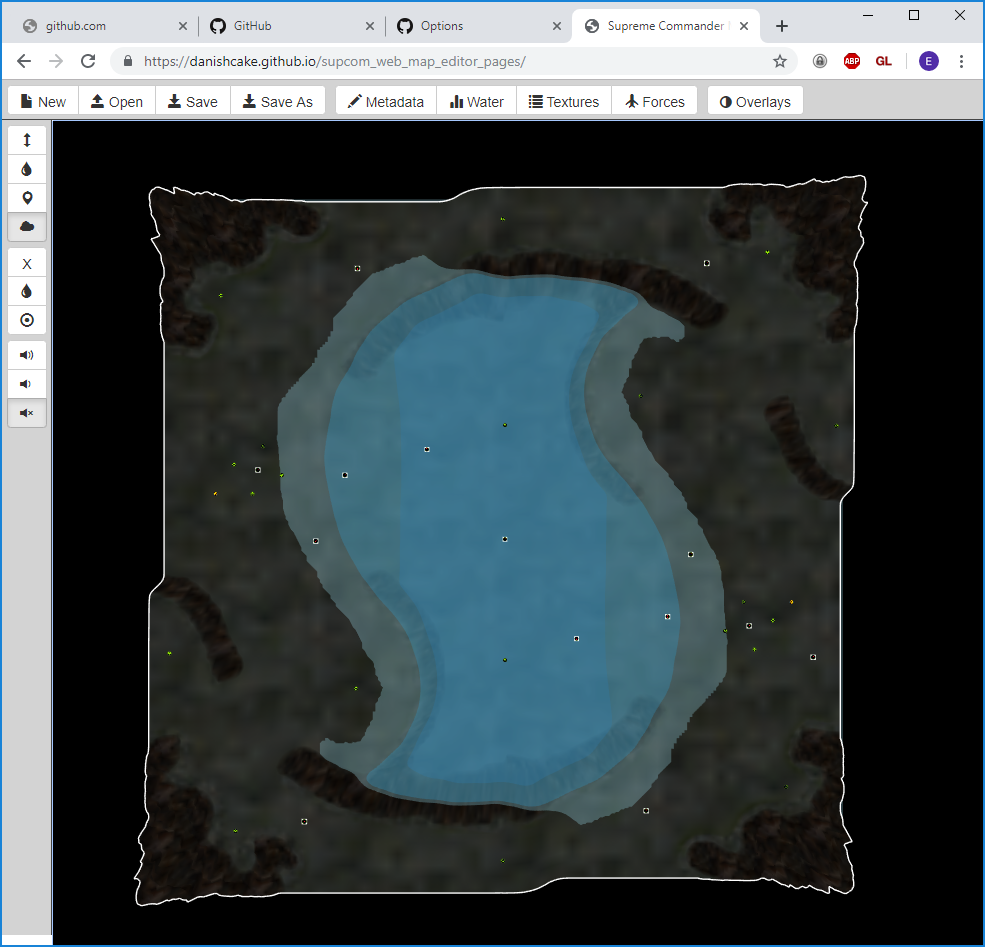 github.com
GitHub
Options
Supreme Commander
https://danishcake.github.io/supcom_web_map_editor_pages/
ABP
GL
E
New Open Save Save As Metadata Water Textures Forces Overlays
X